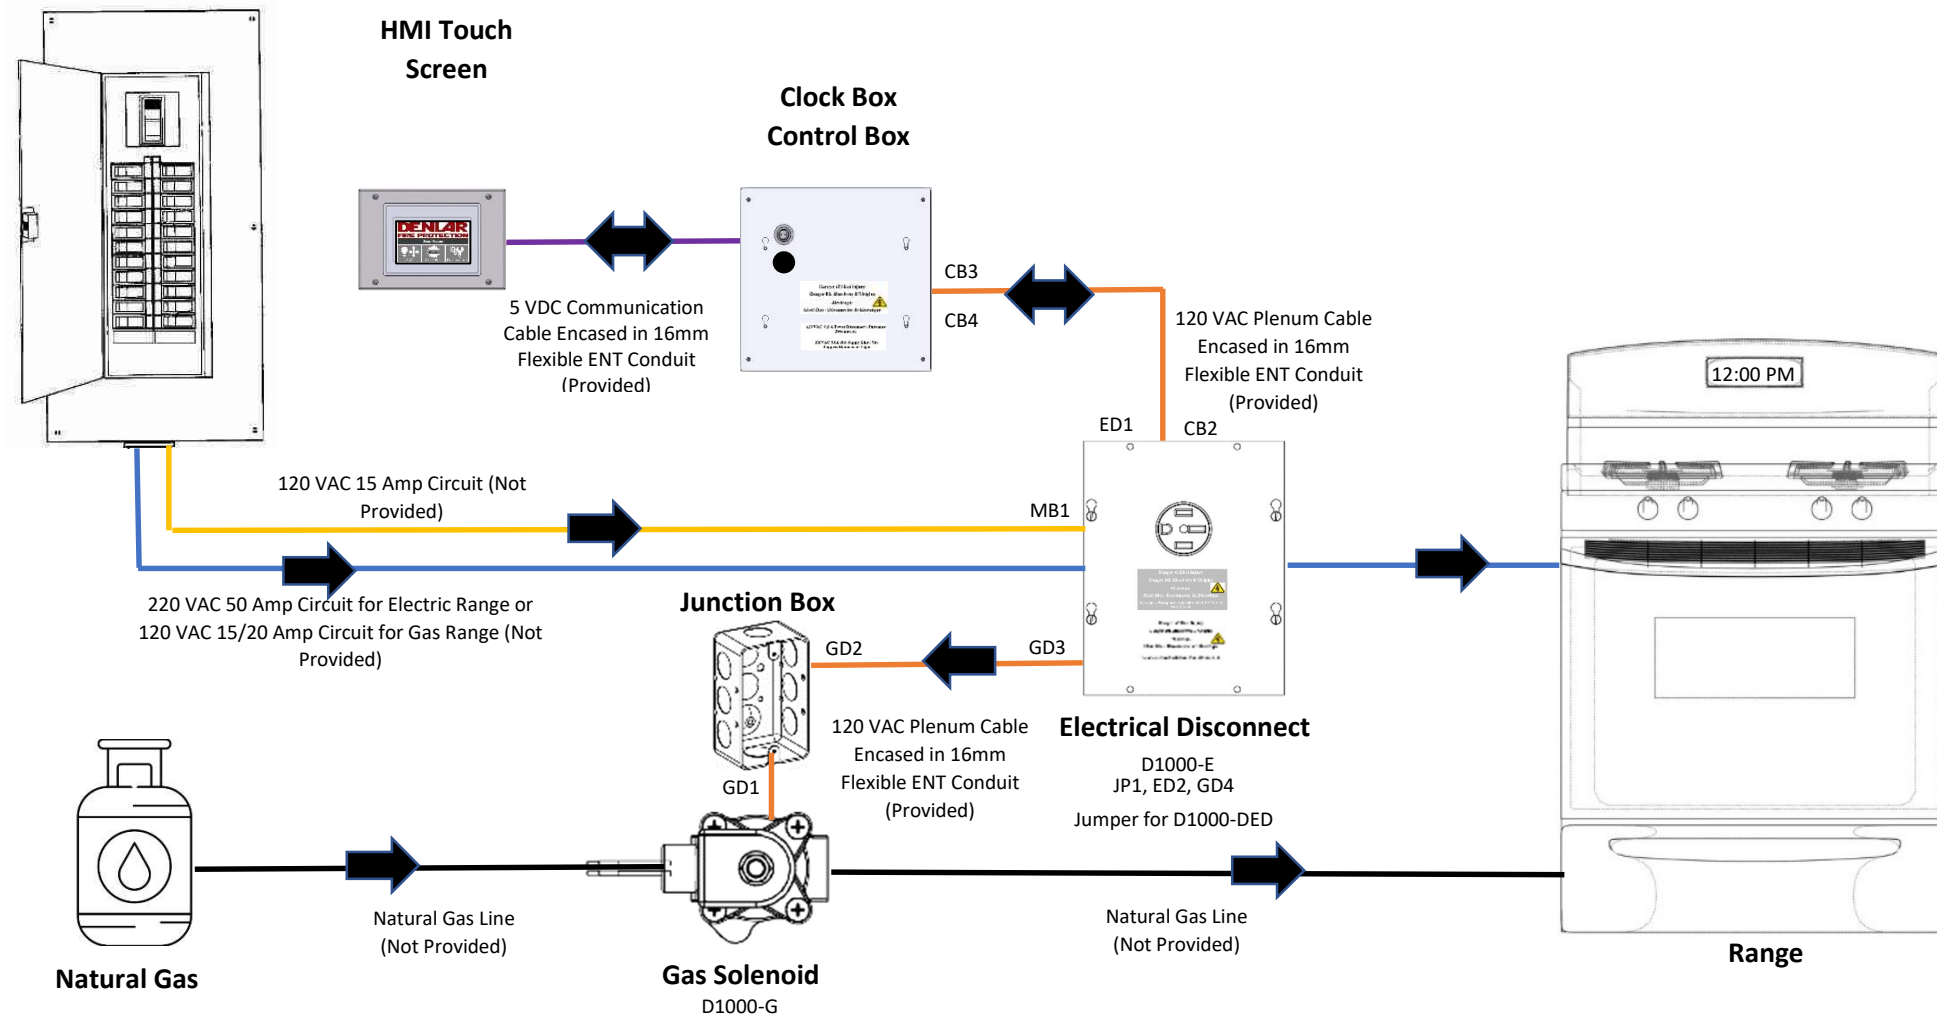 HMI Touch
Screen
Clock Box
Control Box
DENLAR
FIRE PROTECTION
5 VDC Communication
Cable Encased in 16mm
Flexible ENT Conduit
(Provided)
CB3
CB4
120 VAC Plenum Cable
Encased in 16mm
Flexible ENT Conduit
(Provided)
12:00 PM
ED1
CB2
120 VAC 15 Amp Circuit (Not
Provided)
MB1
220 VAC 50 Amp Circuit for Electric Range or
120 VAC 15/20 Amp Circuit for Gas Range (Not
Provided)
Junction Box
GD2
GD3
120 VAC Plenum Cable
Encased in 16mm
Flexible ENT Conduit
(Provided)
Electrical Disconnect
D1000-E
JP1, ED2, GD4
Jumper for D1000-DED
GD1
Natural Gas Line
(Not Provided)
Natural Gas Line
(Not Provided)
Natural Gas
Gas Solenoid
D1000-G
Range